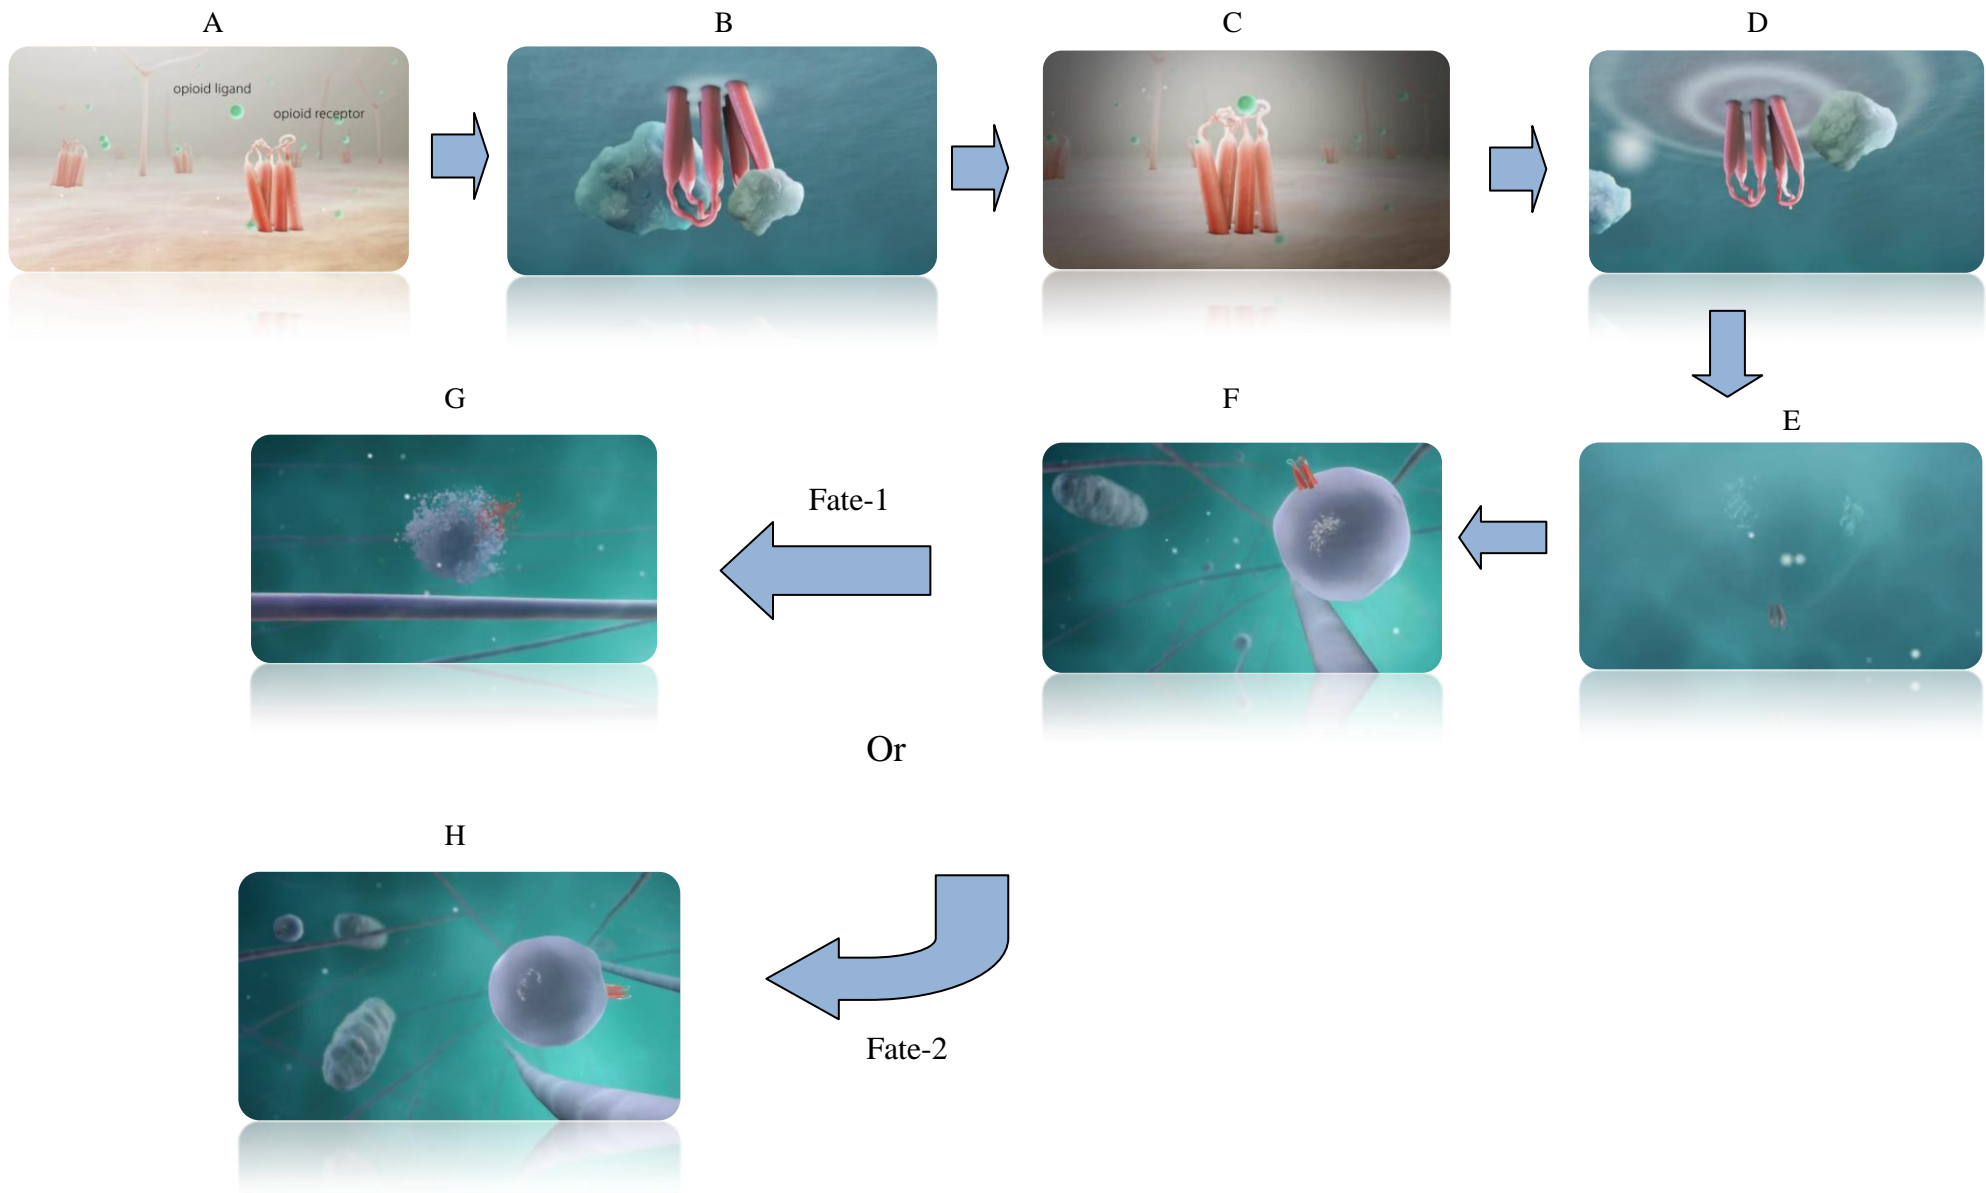 A
B
C
D
opioid ligand
opioid receptor
G
F
E
Fate-1
Or
H
Fate-2